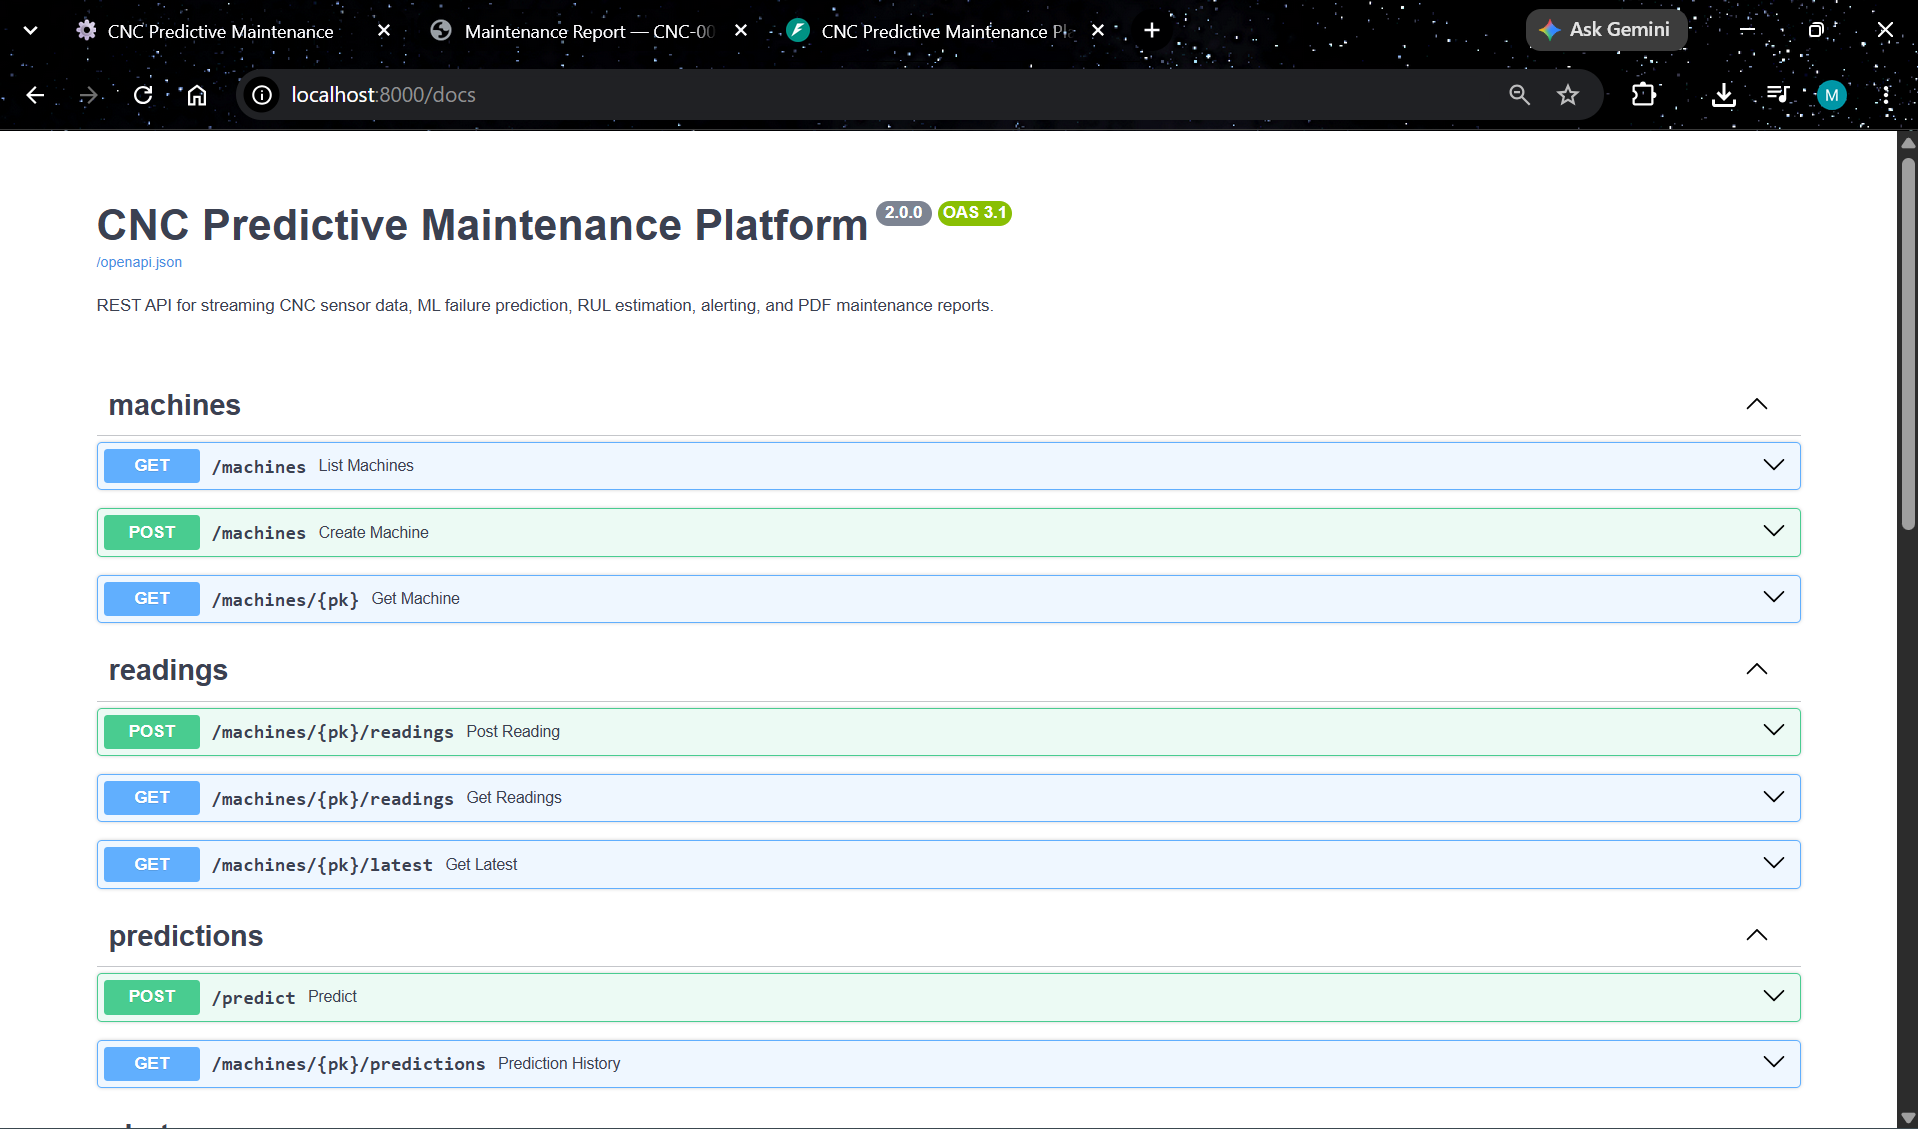 CNC Predictive Maintenance
Maintenance Report — CNC-00
CNC Predictive Maintenance Pl
Ask Gemini
localhost:8000/docs
M
CNC Predictive Maintenance Platform 2.0.0 OAS 3.1
/openapi.json
REST API for streaming CNC sensor data, ML failure prediction, RUL estimation, alerting, and PDF maintenance reports.
machines
GET /machines List Machines
POST /machines Create Machine
GET /machines/{pk} Get Machine
readings
POST /machines/{pk}/readings Post Reading
GET /machines/{pk}/readings Get Readings
GET /machines/{pk}/latest Get Latest
predictions
POST /predict Predict
GET /machines/{pk}/predictions Prediction History